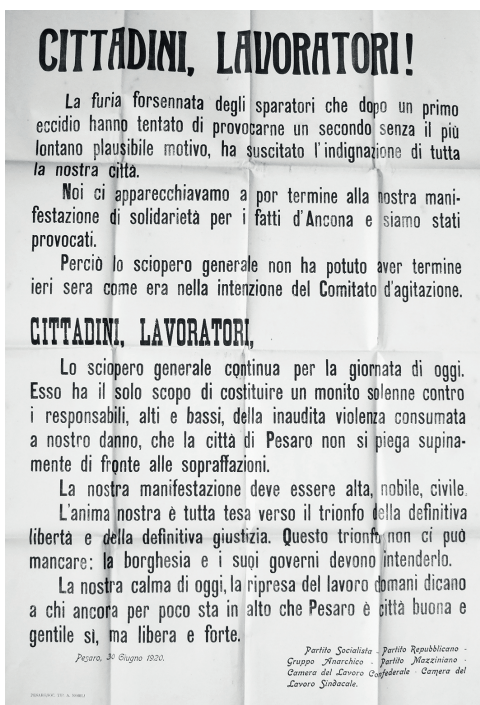 CITTADINI, LAVORATORI!
La furia forsennata degli sparatori che dopo un primo
eccidio hanno tentato di provocarne un secondo senza il più
lontano plausibile motivo, ha suscitato l'indignazione di tutta
la nostra città.
Noi ci apparecchiavamo a por termine alla nostra mani-
festazione di solidarietà per i fatti d'Ancona e siamo stati
provocati.
Perciò lo sciopero generale non ha potuto aver termine
ieri sera come era nella intenzione del Comitato d'agitazione.
CITTADINI, LAVORATORI,
Lo sciopero generale continua per la giornata di oggi.
Esso ha il solo scopo di costituire un monito solenne contro
i responsabili, alti e bassi, della inaudita violenza consumata
a nostro danno, che la città di Pesaro non si piega supina-
mente di fronte alle sopraffazioni.
La nostra manifestazione deve essere alta, nobile, civile.
L'anima nostra è tutta tesa verso il trionfo della definitiva
libertà e della definitiva giustizia. Questo trionfo non ci può
mancare: la borghesia e i suoi governi devono intenderlo.
La nostra calma di oggi, la ripresa del lavoro domani dicano
a chi ancora per poco sta in alto che Pesaro è città buona e
gentile sì, ma libera e forte.
Pesaro, 30 Giugno 1920.
Partito Socialista - Partito Repubblicano -
Gruppo Anarchico - Partito Mazziniano -
Camera del Lavoro Confederale - Camera del
Lavoro Sindacale.